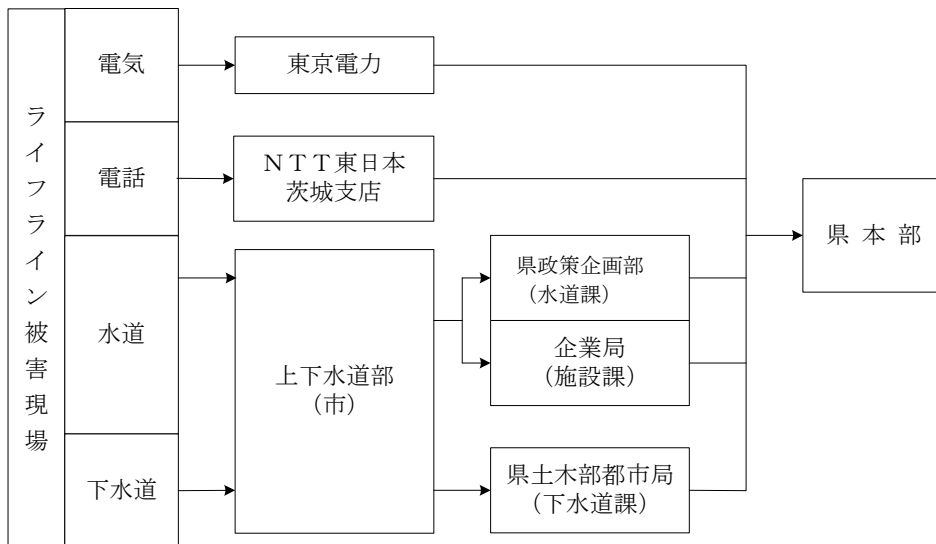 ライフライン被害現場
電気
東京電力
電話
ＮＴＴ東日本
茨城支店
水道
下水道
上下水道部
（市）
県政策企画部
（水道課）
企業局
（施設課）
県土木部都市局
（下水道課）
県本部